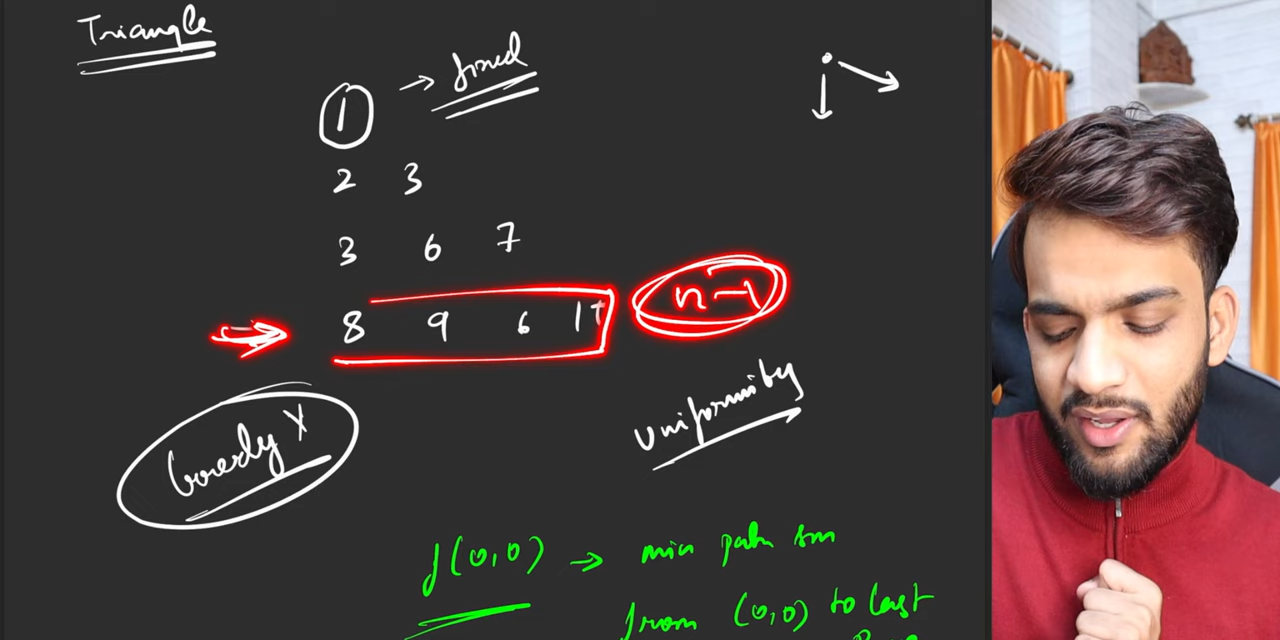 Triangle
1 → fixed
2 3
3 6 7
8 9 6 1
n-1
Greedy X
Uniformity
f(0,0) → min path sum
from (0,0) to last